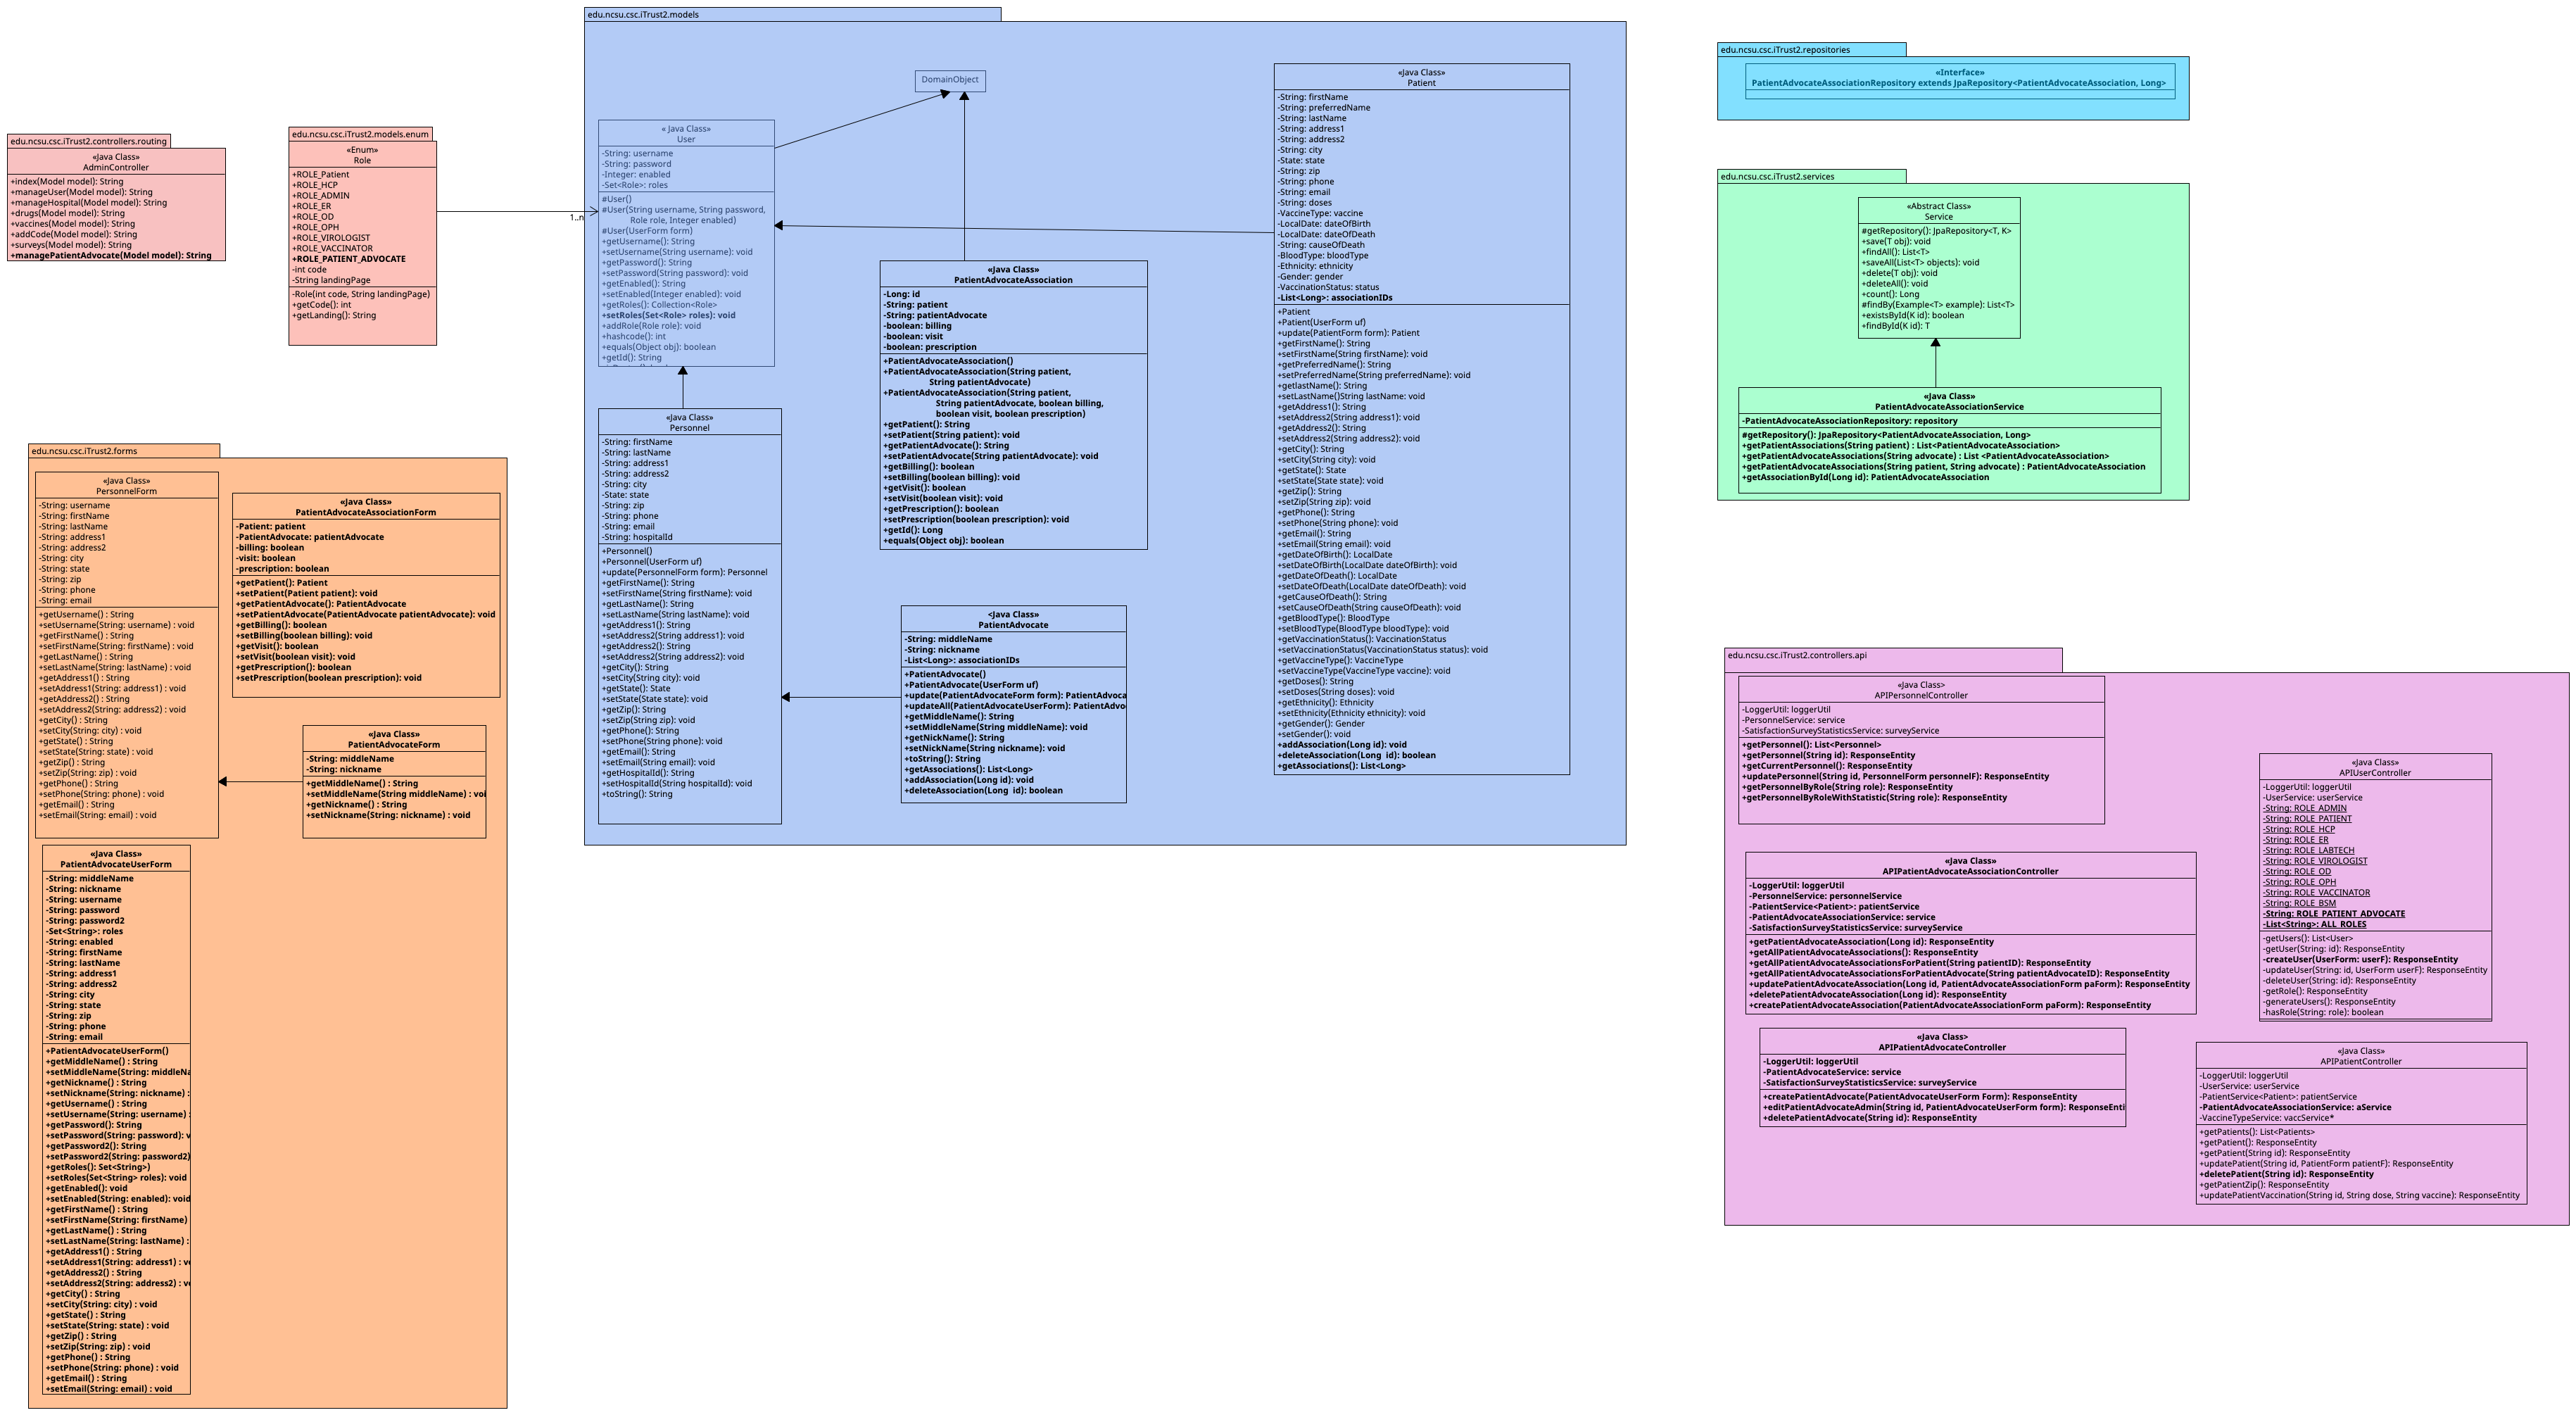 edu.ncsu.csc.iTrust2.controllers.routing
«Java Class»
AdminController
+index(Model model): String
+manageUser(Model model): String
+manageHospital(Model model): String
+drugs(Model model): String
+vaccines(Model model): String
+addCode(Model model): String
+surveys(Model model): String
+managePatientAdvocate(Model model): String
edu.ncsu.csc.iTrust2.models.enum
«Enum»
Role
+ROLE_Patient
+ROLE_HCP
+ROLE_ADMIN
+ROLE_ER
+ROLE_OD
+ROLE_OPH
+ROLE_VIROLOGIST
+ROLE_VACCINATOR
+ROLE_PATIENT_ADVOCATE
-int code
-String landingPage
-Role(int code, String landingPage)
+getCode(): int
+getLanding(): String
1..n
edu.ncsu.csc.iTrust2.models
DomainObject
« Java Class»
User
-String: username
-String: password
-Integer: enabled
-Set<Role>: roles
#User()
#User(String username, String password,
Role role, Integer enabled)
#User(UserForm form)
+getUsername(): String
+setUsername(String username): void
+getPassword(): String
+setPassword(String password): void
+getEnabled(): String
+setEnabled(Integer enabled): void
+getRoles(): Collection<Role>
+setRoles(Set<Role> roles): void
+addRole(Role role): void
+hashcode(): int
+equals(Object obj): boolean
+getId(): String
«Java Class»
Personnel
-String: firstName
-String: lastName
-String: address1
-String: address2
-String: city
-State: state
-String: zip
-String: phone
-String: email
-String: hospitalId
+Personnel()
+Personnel(UserForm uf)
+update(PersonnelForm form): Personnel
+getFirstName(): String
+setFirstName(String firstName): void
+getLastName(): String
+setLastName(String lastName): void
+getAddress1(): String
+setAddress2(String address1): void
+getAddress2(): String
+setAddress2(String address2): void
+getCity(): String
+setCity(String city): void
+getState(): State
+setState(State state): void
+getZip(): String
+setZip(String zip): void
+getPhone(): String
+setPhone(String phone): void
+getEmail(): String
+setEmail(String email): void
+getHospitalId(): String
+setHospitalId(String hospitalId): void
+toString(): String
«Java Class»
PatientAdvocateAssociation
-Long: id
-String: patient
-String: patientAdvocate
-boolean: billing
-boolean: visit
-boolean: prescription
+PatientAdvocateAssociation()
+PatientAdvocateAssociation(String patient,
String patientAdvocate)
+PatientAdvocateAssociation(String patient,
String patientAdvocate, boolean billing,
boolean visit, boolean prescription)
+getPatient(): String
+setPatient(String patient): void
+getPatientAdvocate(): String
+setPatientAdvocate(String patientAdvocate): void
+getBilling(): boolean
+setBilling(boolean billing): void
+getVisit(): boolean
+setVisit(boolean visit): void
+getPrescription(): boolean
+setPrescription(boolean prescription): void
+getId(): Long
+equals(Object obj): boolean
<Java Class»
PatientAdvocate
-String: middleName
-String: nickname
-List<Long>: associationIDs
+PatientAdvocate()
+PatientAdvocate(UserForm uf)
+update(PatientAdvocateForm form): PatientAdvoca
+updateAll(PatientAdvocateUserForm): PatientAdvo
+getMiddleName(): String
+setMiddleName(String middleName): void
+getNickName(): String
+setNickName(String nickname): void
+toString(): String
+getAssociations(): List<Long>
+addAssociation(Long id): void
+deleteAssociation(Long  id): boolean
«Java Class»
Patient
-String: firstName
-String: preferredName
-String: lastName
-String: address1
-String: address2
-String: city
-State: state
-String: zip
-String: phone
-String: email
-String: doses
-VaccineType: vaccine
-LocalDate: dateOfBirth
-LocalDate: dateOfDeath
-String: causeOfDeath
-BloodType: bloodType
-Ethnicity: ethnicity
-Gender: gender
-VaccinationStatus: status
-List<Long>: associationIDs
+Patient
+Patient(UserForm uf)
+update(PatientForm form): Patient
+getFirstName(): String
+setFirstName(String firstName): void
+getPreferredName(): String
+setPreferredName(String preferredName): void
+getlastName(): String
+setLastName()String lastName: void
+getAddress1(): String
+setAddress2(String address1): void
+getAddress2(): String
+setAddress2(String address2): void
+getCity(): String
+setCity(String city): void
+getState(): State
+setState(State state): void
+getZip(): String
+setZip(String zip): void
+getPhone(): String
+setPhone(String phone): void
+getEmail(): String
+setEmail(String email): void
+getDateOfBirth(): LocalDate
+setDateOfBirth(LocalDate dateOfBirth): void
+getDateOfDeath(): LocalDate
+setDateOfDeath(LocalDate dateOfDeath): void
+getCauseOfDeath(): String
+setCauseOfDeath(String causeOfDeath): void
+getBloodType(): BloodType
+setBloodType(BloodType bloodType): void
+getVaccinationStatus(): VaccinationStatus
+setVaccinationStatus(VaccinationStatus status): void
+getVaccineType(): VaccineType
+setVaccineType(VaccineType vaccine): void
+getDoses(): String
+setDoses(String doses): void
+getEthnicity(): Ethnicity
+setEthnicity(Ethnicity ethnicity): void
+getGender(): Gender
+setGender(): void
+addAssociation(Long id): void
+deleteAssociation(Long  id): boolean
+getAssociations(): List<Long>
edu.ncsu.csc.iTrust2.repositories
«Interface»
PatientAdvocateAssociationRepository extends JpaRepository<PatientAdvocateAssociation, Long>
edu.ncsu.csc.iTrust2.services
«Abstract Class»
Service
#getRepository(): JpaRepository<T, K>
+save(T obj): void
+findAll(): List<T>
+saveAll(List<T> objects): void
+delete(T obj): void
+deleteAll(): void
+count(): Long
#findBy(Example<T> example): List<T>
+existsById(K id): boolean
+findById(K id): T
«Java Class»
PatientAdvocateAssociationService
-PatientAdvocateAssociationRepository: repository
#getRepository(): JpaRepository<PatientAdvocateAssociation, Long>
+getPatientAssociations(String patient) : List<PatientAdvocateAssociation>
+getPatientAdvocateAssociations(String advocate) : List <PatientAdvocateAssociation>
+getPatientAdvocateAssociations(String patient, String advocate) : PatientAdvocateAssociation
+getAssociationById(Long id): PatientAdvocateAssociation
edu.ncsu.csc.iTrust2.forms
«Java Class»
PersonnelForm
-String: username
-String: firstName
-String: lastName
-String: address1
-String: address2
-String: city
-String: state
-String: zip
-String: phone
-String: email
+getUsername() : String
+setUsername(String: username) : void
+getFirstName() : String
+setFirstName(String: firstName) : void
+getLastName() : String
+setLastName(String: lastName) : void
+getAddress1() : String
+setAddress1(String: address1) : void
+getAddress2() : String
+setAddress2(String: address2) : void
+getCity() : String
+setCity(String: city) : void
+getState() : String
+setState(String: state) : void
+getZip() : String
+setZip(String: zip) : void
+getPhone() : String
+setPhone(String: phone) : void
+getEmail() : String
+setEmail(String: email) : void
«Java Class»
PatientAdvocateAssociationForm
-Patient: patient
-PatientAdvocate: patientAdvocate
-billing: boolean
-visit: boolean
-prescription: boolean
+getPatient(): Patient
+setPatient(Patient patient): void
+getPatientAdvocate(): PatientAdvocate
+setPatientAdvocate(PatientAdvocate patientAdvocate): void
+getBilling(): boolean
+setBilling(boolean billing): void
+getVisit(): boolean
+setVisit(boolean visit): void
+getPrescription(): boolean
+setPrescription(boolean prescription): void
«Java Class»
PatientAdvocateForm
-String: middleName
-String: nickname
+getMiddleName() : String
+setMiddleName(String middleName) : voi
+getNickname() : String
+setNickname(String: nickname) : void
«Java Class»
PatientAdvocateUserForm
-String: middleName
-String: nickname
-String: username
-String: password
-String: password2
-Set<String>: roles
-String: enabled
-String: firstName
-String: lastName
-String: address1
-String: address2
-String: city
-String: state
-String: zip
-String: phone
-String: email
+PatientAdvocateUserForm()
+getMiddleName() : String
+setMiddleName(String: middleNa
+getNickname() : String
+setNickname(String: nickname) :
+getUsername() : String
+setUsername(String: username) :
+getPassword(): String
+setPassword(String: password): v
+getPassword2(): String
+setPassword2(String: password2)
+getRoles(): Set<String>)
+setRoles(Set<String> roles): void
+getEnabled(): void
+setEnabled(String: enabled): void
+getFirstName() : String
+setFirstName(String: firstName)
+getLastName() : String
+setLastName(String: lastName) :
+getAddress1() : String
+setAddress1(String: address1) : vo
+getAddress2() : String
+setAddress2(String: address2) : vo
+getCity() : String
+setCity(String: city) : void
+getState() : String
+setState(String: state) : void
+getZip() : String
+setZip(String: zip) : void
+getPhone() : String
+setPhone(String: phone) : void
+getEmail() : String
+setEmail(String: email) : void
edu.ncsu.csc.iTrust2.controllers.api
«Java Class>
APIPersonnelController
-LoggerUtil: loggerUtil
-PersonnelService: service
-SatisfactionSurveyStatisticsService: surveyService
+getPersonnel(): List<Personnel>
+getPersonnel(String id): ResponseEntity
+getCurrentPersonnel(): ResponseEntity
+updatePersonnel(String id, PersonnelForm personnelF): ResponseEntity
+getPersonnelByRole(String role): ResponseEntity
+getPersonnelByRoleWithStatistic(String role): ResponseEntity
«Java Class»
APIPatientAdvocateAssociationController
-LoggerUtil: loggerUtil
-PersonnelService: personnelService
-PatientService<Patient>: patientService
-PatientAdvocateAssociationService: service
-SatisfactionSurveyStatisticsService: surveyService
+getPatientAdvocateAssociation(Long id): ResponseEntity
+getAllPatientAdvocateAssociations(): ResponseEntity
+getAllPatientAdvocateAssociationsForPatient(String patientID): ResponseEntity
+getAllPatientAdvocateAssociationsForPatientAdvocate(String patientAdvocateID): ResponseEntity
+updatePatientAdvocateAssociation(Long id, PatientAdvocateAssociationForm paForm): ResponseEntity
+deletePatientAdvocateAssociation(Long id): ResponseEntity
+createPatientAdvocateAssociation(PatientAdvocateAssociationForm paForm): ResponseEntity
«Java Class>
APIPatientAdvocateController
-LoggerUtil: loggerUtil
-PatientAdvocateService: service
-SatisfactionSurveyStatisticsService: surveyService
+createPatientAdvocate(PatientAdvocateUserForm Form): ResponseEntity
+editPatientAdvocateAdmin(String id, PatientAdvocateUserForm form): ResponseEnti
+deletePatientAdvocate(String id): ResponseEntity
«Java Class»
APIUserController
-LoggerUtil: loggerUtil
-UserService: userService
-String: ROLE_ADMIN
-String: ROLE_PATIENT
-String: ROLE_HCP
-String: ROLE_ER
-String: ROLE_LABTECH
-String: ROLE_VIROLOGIST
-String: ROLE_OD
-String: ROLE_OPH
-String: ROLE_VACCINATOR
-String: ROLE_BSM
-String: ROLE_PATIENT_ADVOCATE
-List<String>: ALL_ROLES
-getUsers(): List<User>
-getUser(String: id): ResponseEntity
-createUser(UserForm: userF): ResponseEntity
-updateUser(String: id, UserForm userF): ResponseEntity
-deleteUser(String: id): ResponseEntity
-getRole(): ResponseEntity
-generateUsers(): ResponseEntity
-hasRole(String: role): boolean
«Java Class»
APIPatientController
-LoggerUtil: loggerUtil
-UserService: userService
-PatientService<Patient>: patientService
-PatientAdvocateAssociationService: aService
-VaccineTypeService: vaccService*
+getPatients(): List<Patients>
+getPatient(): ResponseEntity
+getPatient(String id): ResponseEntity
+updatePatient(String id, PatientForm patientF): ResponseEntity
+deletePatient(String id): ResponseEntity
+getPatientZip(): ResponseEntity
+updatePatientVaccination(String id, String dose, String vaccine): ResponseEntity